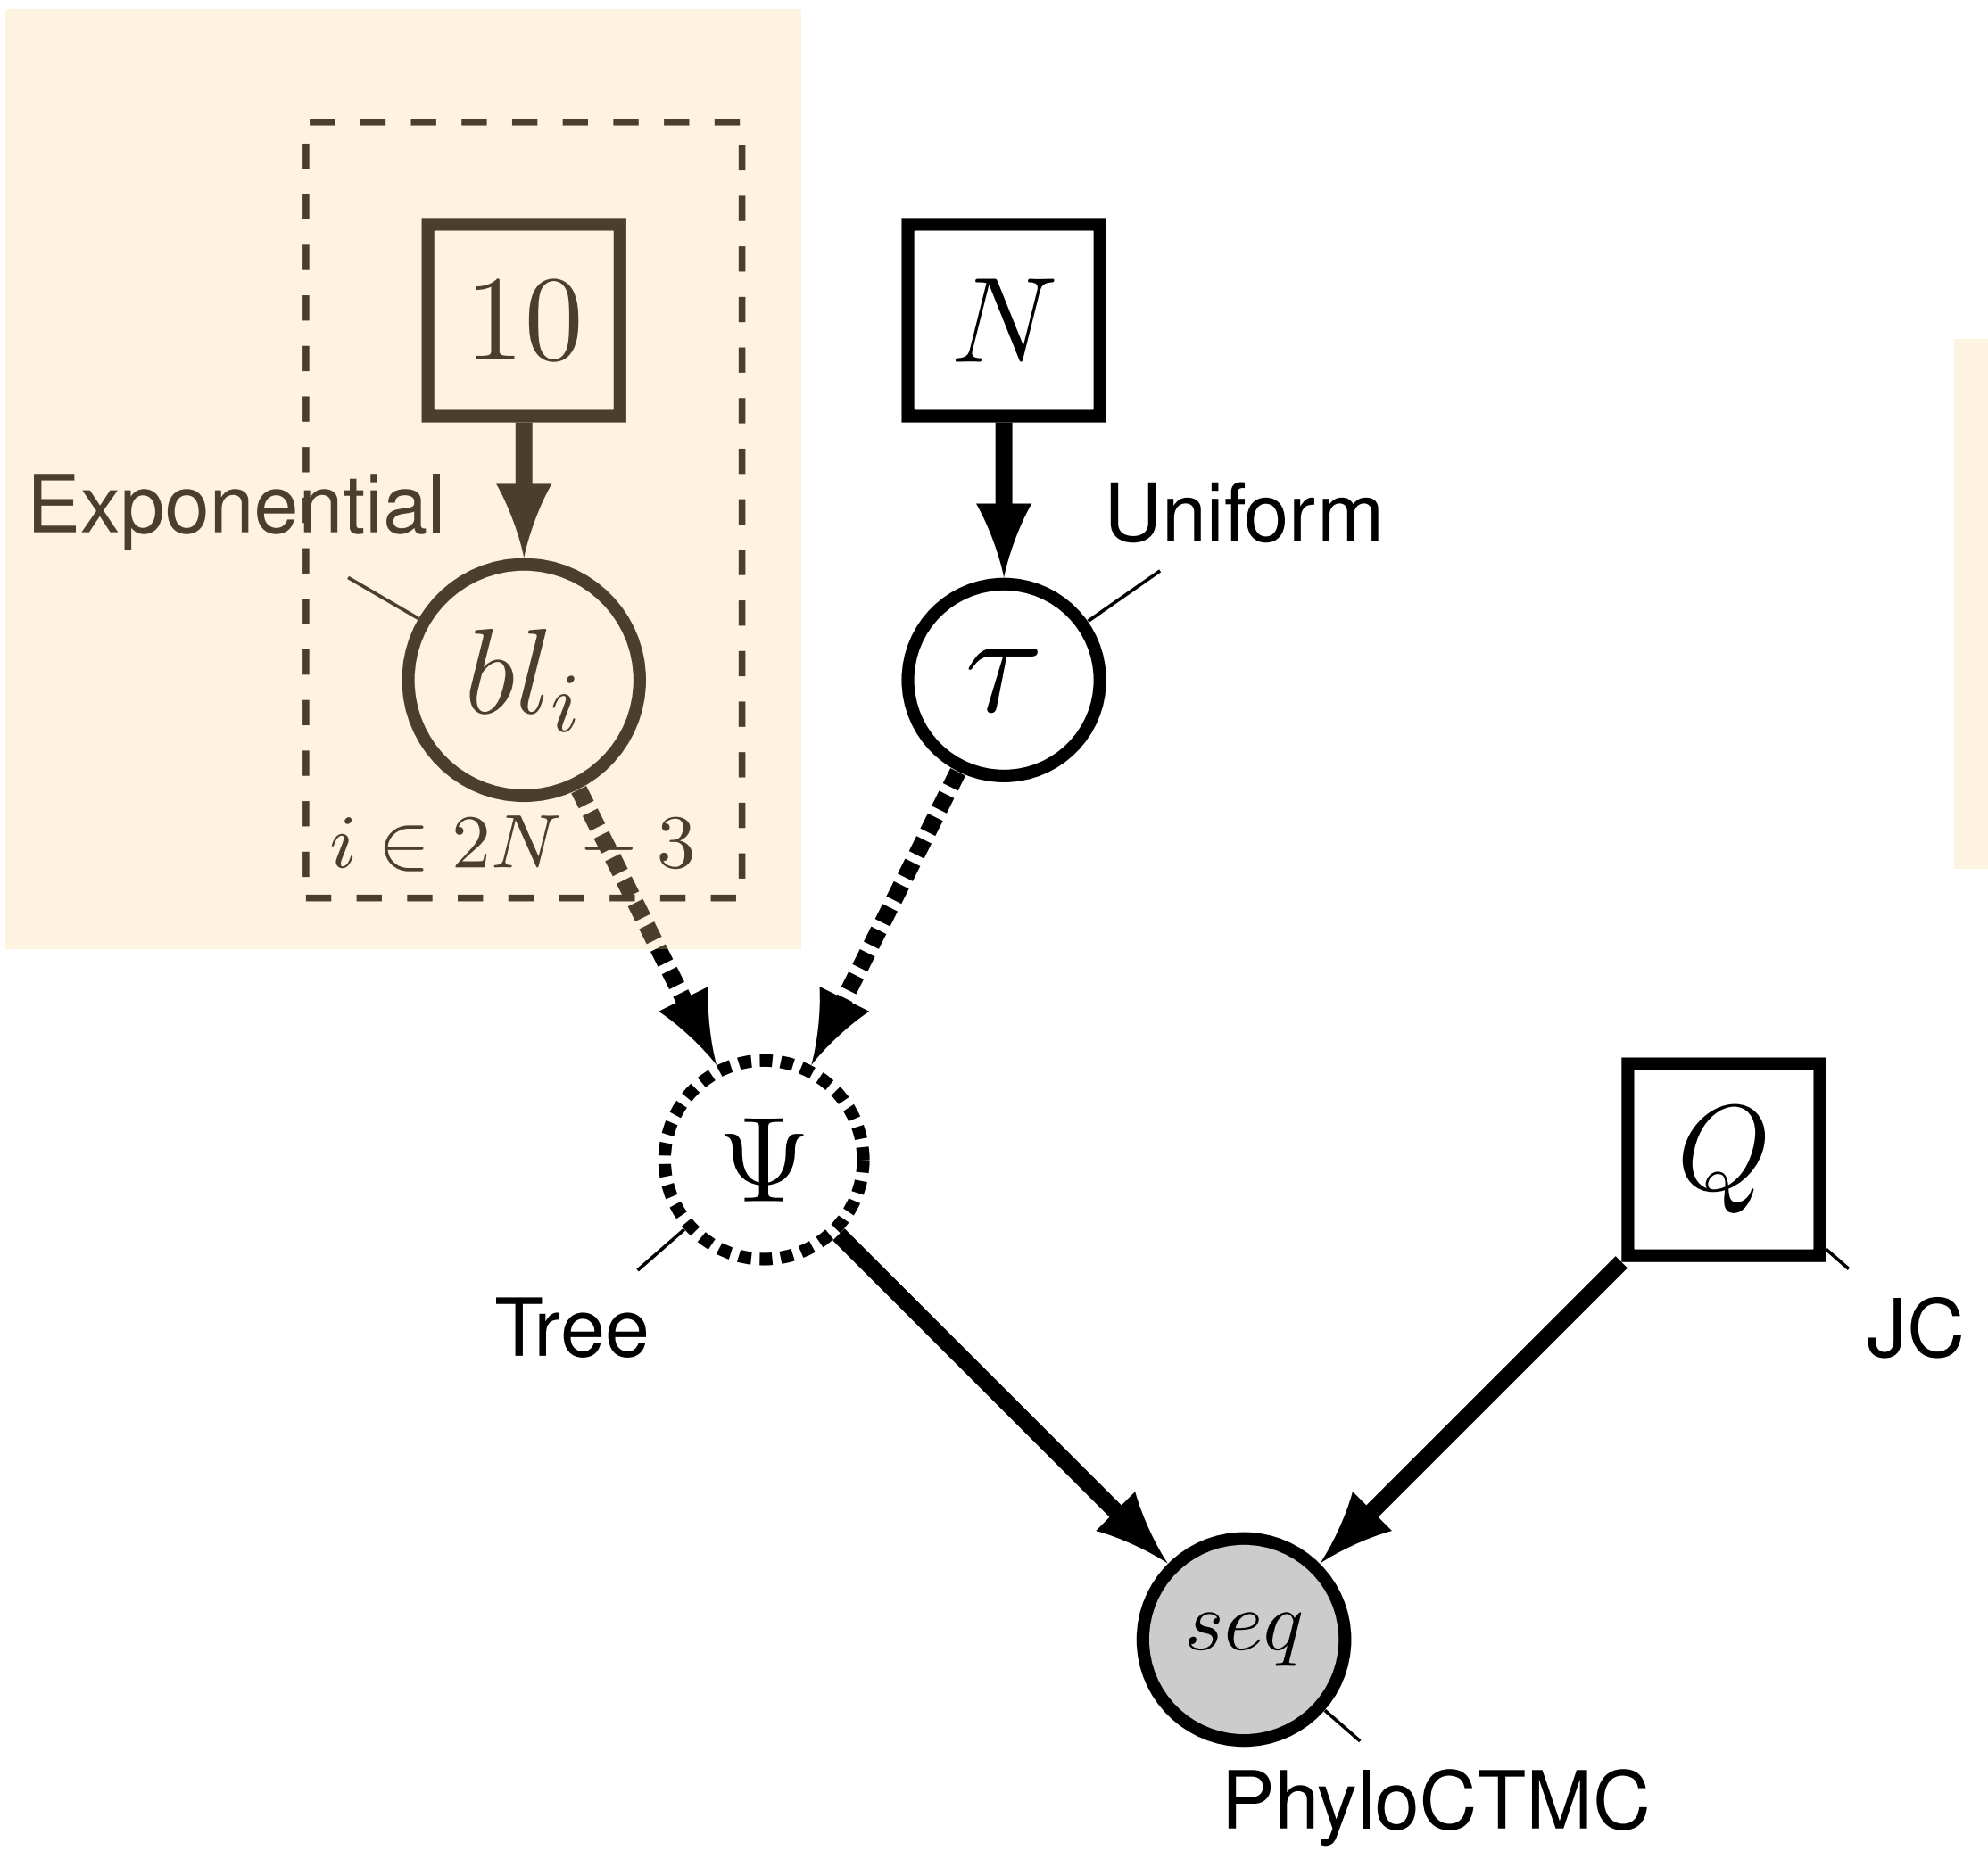 10
N
Exponential
Uniform
bl_i
τ
i ∈ 2N − 3
Ψ
Q
Tree
JC
seq
PhyloCTMC